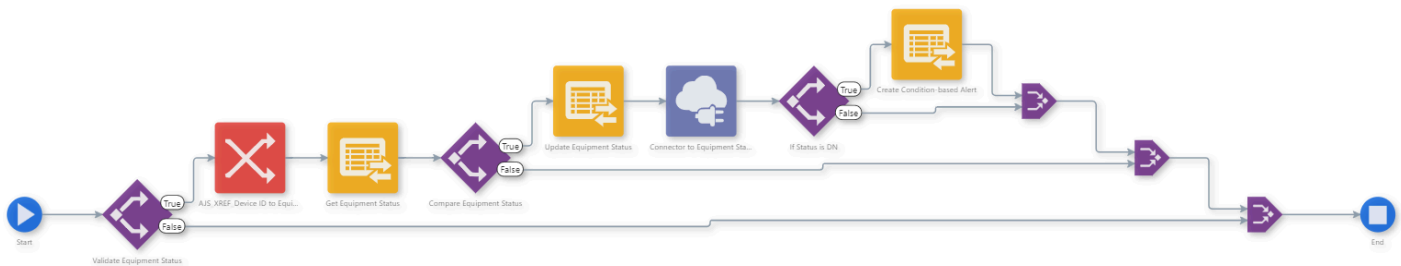 Create Condition-based Alert
True
False
If Status is DN
Update Equipment Status
Connector to Equipment Sta...
True
False
AJS_XREF_Device ID to Equi...
Get Equipment Status
Compare Equipment Status
True
False
Start
Validate Equipment Status
End